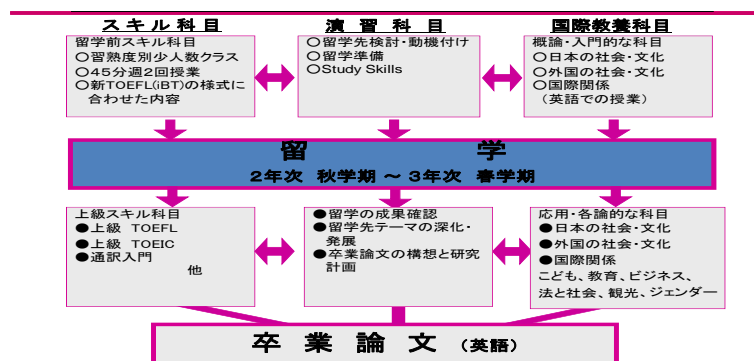 スキル科目
演習科目
国際教養科目
留学前スキル科目
○習熟度別少人数クラス
○45分週2回授業
○新TOEFL(iBT)の様式に
合わせた内容
○留学先検討・動機付け
○留学準備
○Study Skills
概論・入門的な科目
○日本の社会・文化
○外国の社会・文化
○国際関係
(英語での授業)
留 学
2年次 秋学期 ～ 3年次 春学期
上級スキル科目
●上級 TOEFL
●上級 TOEIC
●通訳入門
他
●留学の成果確認
●留学先テーマの深化・
発展
●卒業論文の構想と研究
計画
応用・各論的な科目
●日本の社会・文化
●外国の社会・文化
●国際関係
こども、教育、ビジネス、
法と社会、観光、ジェンダー
卒 業 論 文 (英語)